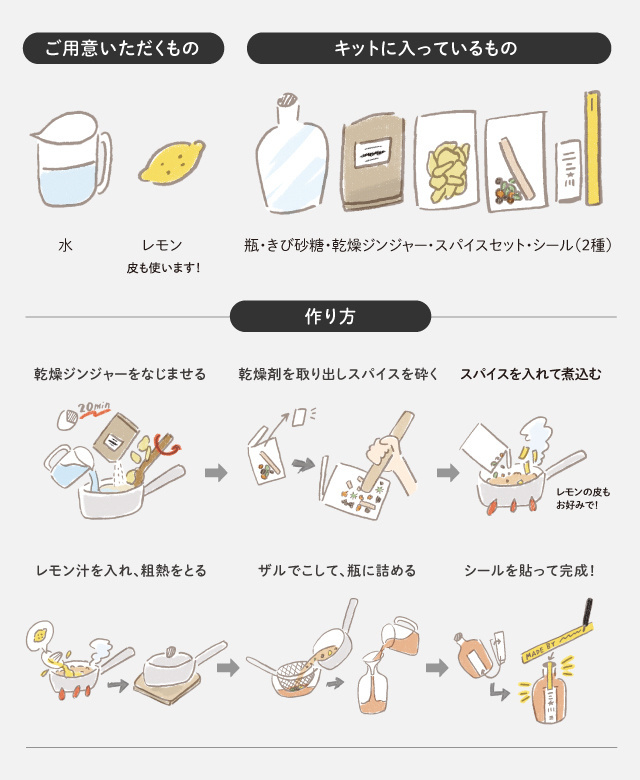 ご用意いただくもの
キットに入っているもの
水
レモン
皮も使います!
瓶・きび砂糖・乾燥ジンジャー・スパイスセット・シール(2種)
作り方
乾燥ジンジャーをなじませる
乾燥剤を取り出しスパイスを砕く
スパイスを入れて煮込む
20min
レモンの皮も
お好みで!
レモン汁を入れ、粗熱をとる
ザルでこして、瓶に詰める
シールを貼って完成!
MADE BY